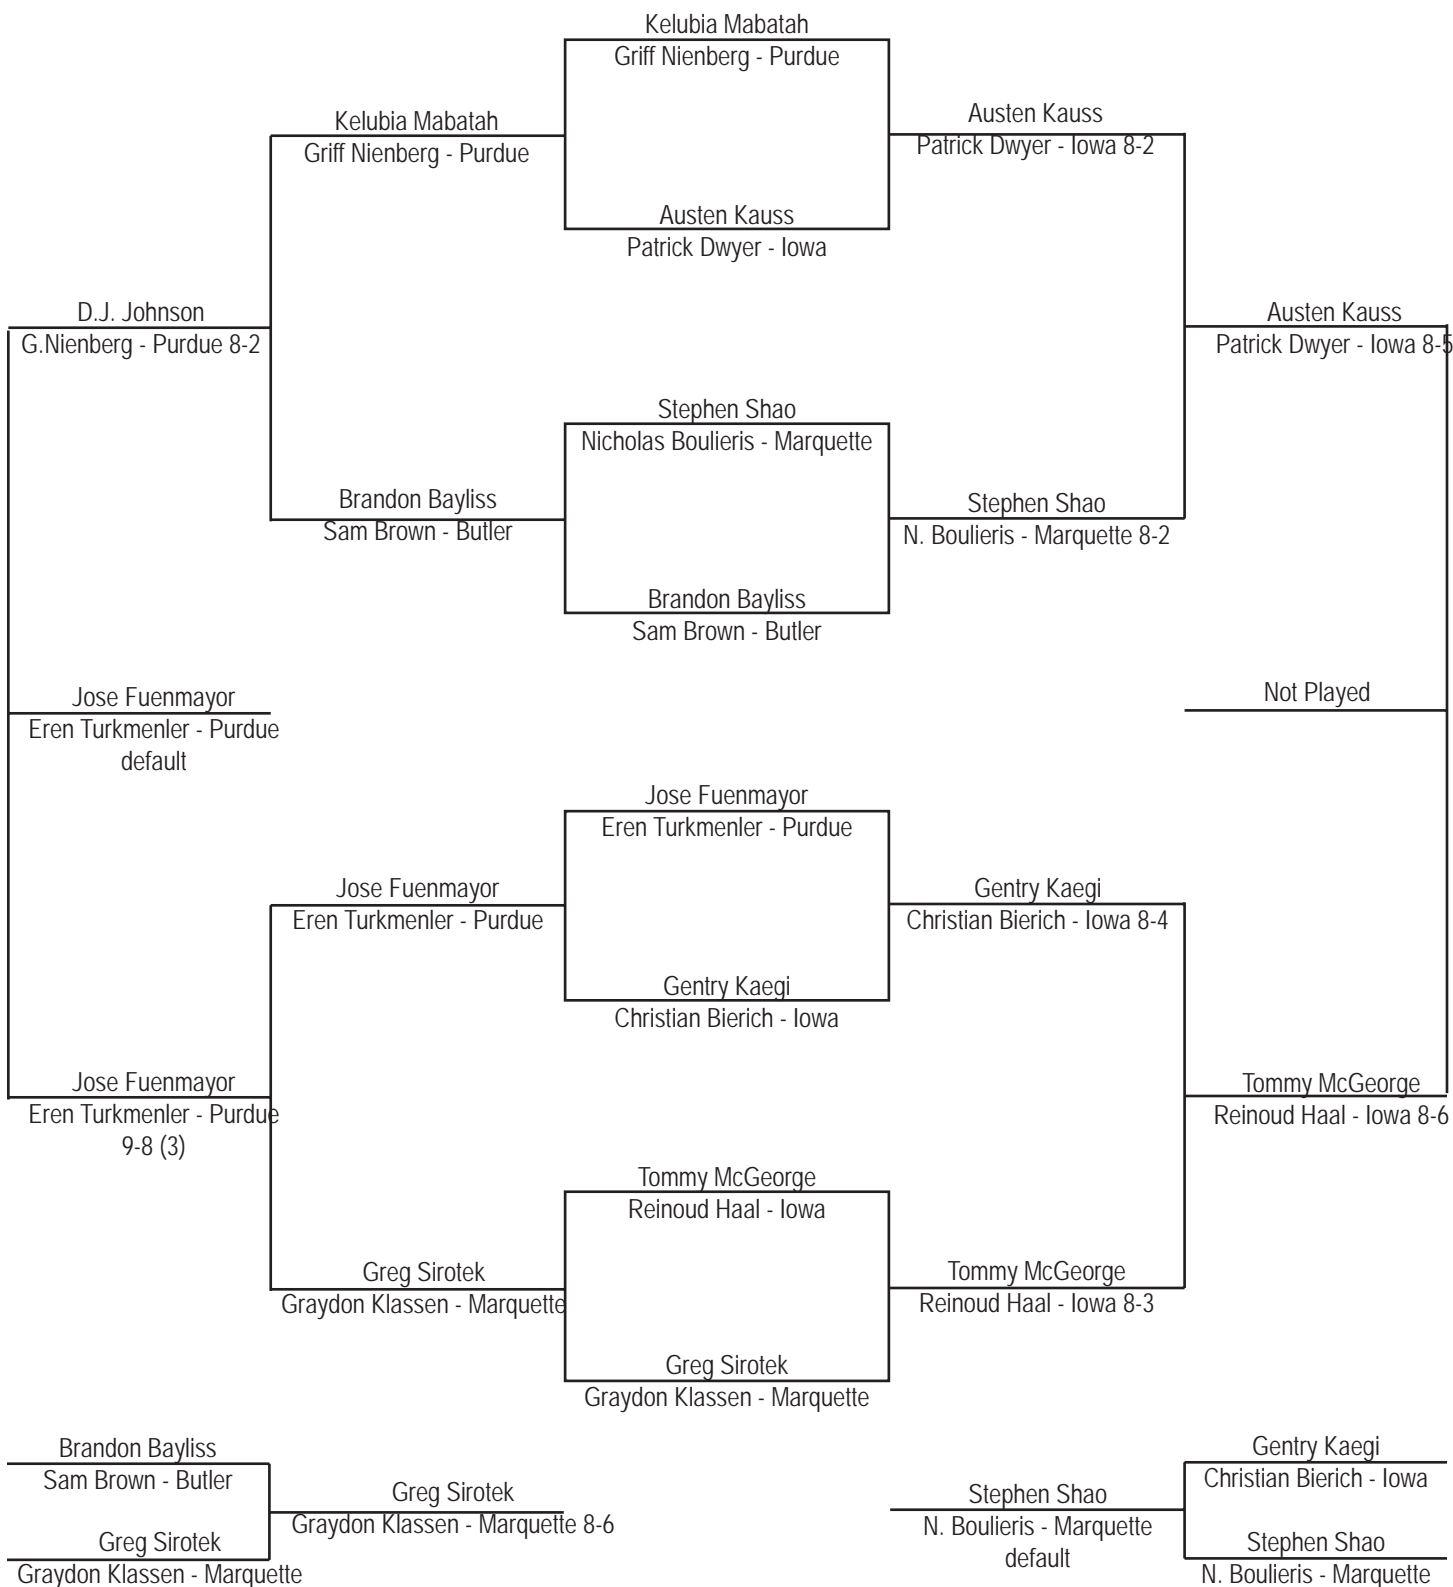 Kelubia Mabatah
Griff Nienberg - Purdue
Kelubia Mabatah
Griff Nienberg - Purdue
Austen Kauss
Patrick Dwyer - Iowa 8-2
Austen Kauss
Patrick Dwyer - Iowa
D.J. Johnson
G.Nienberg - Purdue 8-2
Austen Kauss
Patrick Dwyer - Iowa 8-5
Stephen Shao
Nicholas Boulieris - Marquette
Brandon Bayliss
Sam Brown - Butler
Stephen Shao
N. Boulieris - Marquette 8-2
Brandon Bayliss
Sam Brown - Butler
Jose Fuenmayor
Eren Turkmenler - Purdue
default
Not Played
Jose Fuenmayor
Eren Turkmenler - Purdue
Jose Fuenmayor
Eren Turkmenler - Purdue
Gentry Kaegi
Christian Bierich - Iowa 8-4
Gentry Kaegi
Christian Bierich - Iowa
Jose Fuenmayor
Eren Turkmenler - Purdue
9-8 (3)
Tommy McGeorge
Reinoud Haal - Iowa 8-6
Tommy McGeorge
Reinoud Haal - Iowa
Greg Sirotek
Graydon Klassen - Marquette
Tommy McGeorge
Reinoud Haal - Iowa 8-3
Greg Sirotek
Graydon Klassen - Marquette
Brandon Bayliss
Sam Brown - Butler
Greg Sirotek
Graydon Klassen - Marquette 8-6
Greg Sirotek
Graydon Klassen - Marquette
Gentry Kaegi
Christian Bierich - Iowa
Stephen Shao
N. Boulieris - Marquette
default
Stephen Shao
N. Boulieris - Marquette